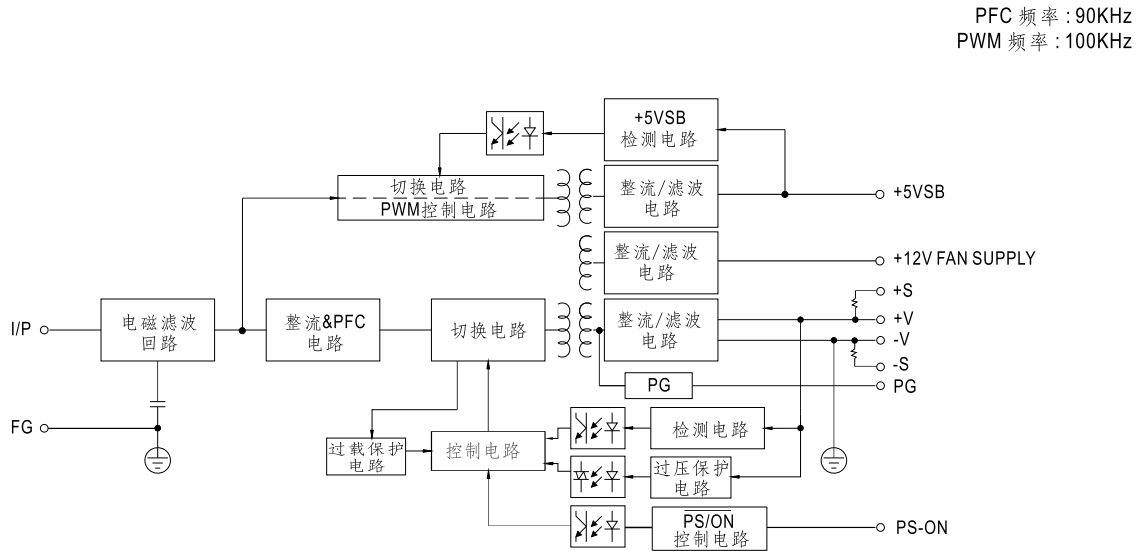 PFC 频率 : 90KHz
PWM 频率 : 100KHz
+5VSB
检测电路
切换电路
PWM控制电路
整流/滤波
电路
+5VSB
整流/滤波
电路
+12V FAN SUPPLY
I/P
电磁滤波
回路
整流&PFC
电路
切换电路
整流/滤波
电路
+S
+V
-V
-S
PG
PG
FG
过载保护
电路
控制电路
检测电路
过压保护
电路
PS/ON
控制电路
PS-ON